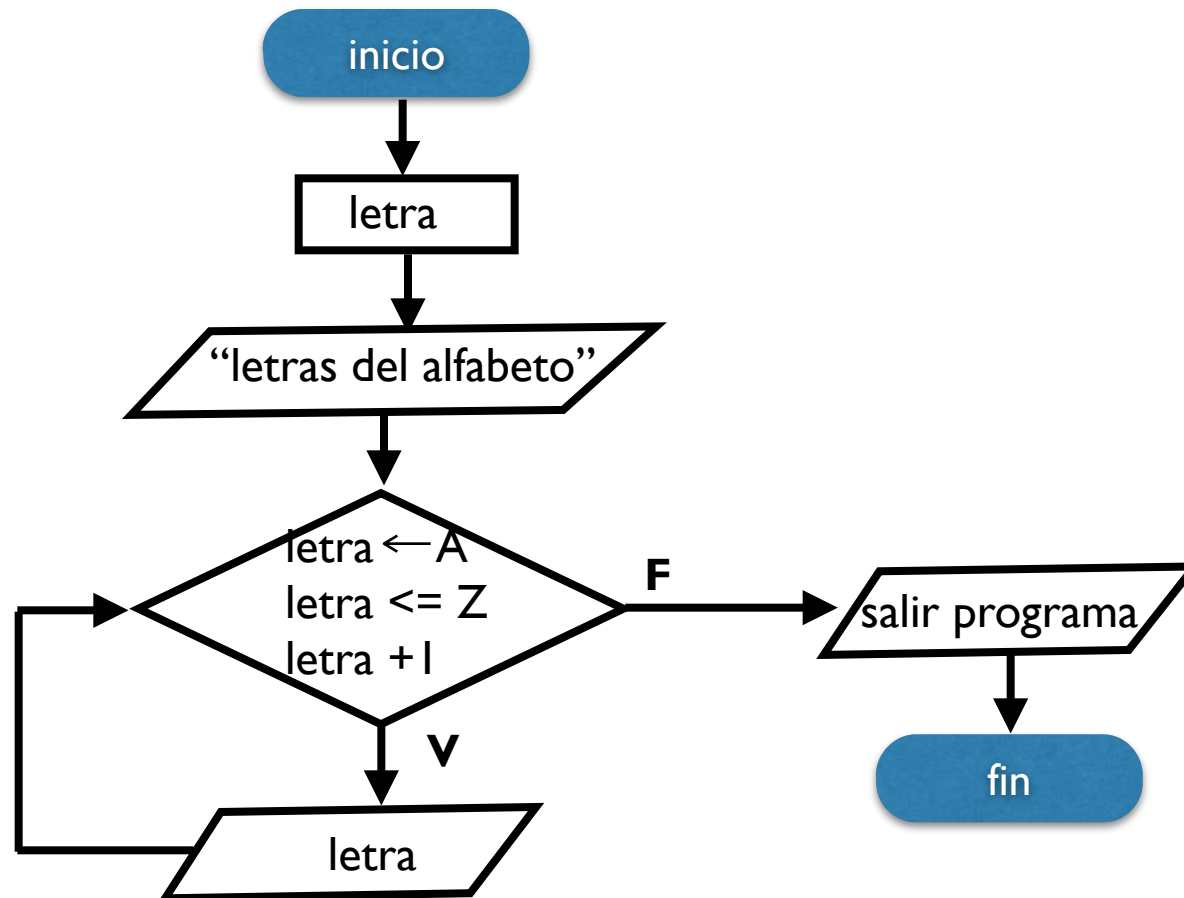 inicio
letra
“letras del alfabeto”
letra ← A
letra <= Z
letra +1
F
salir programa
V
fin
letra